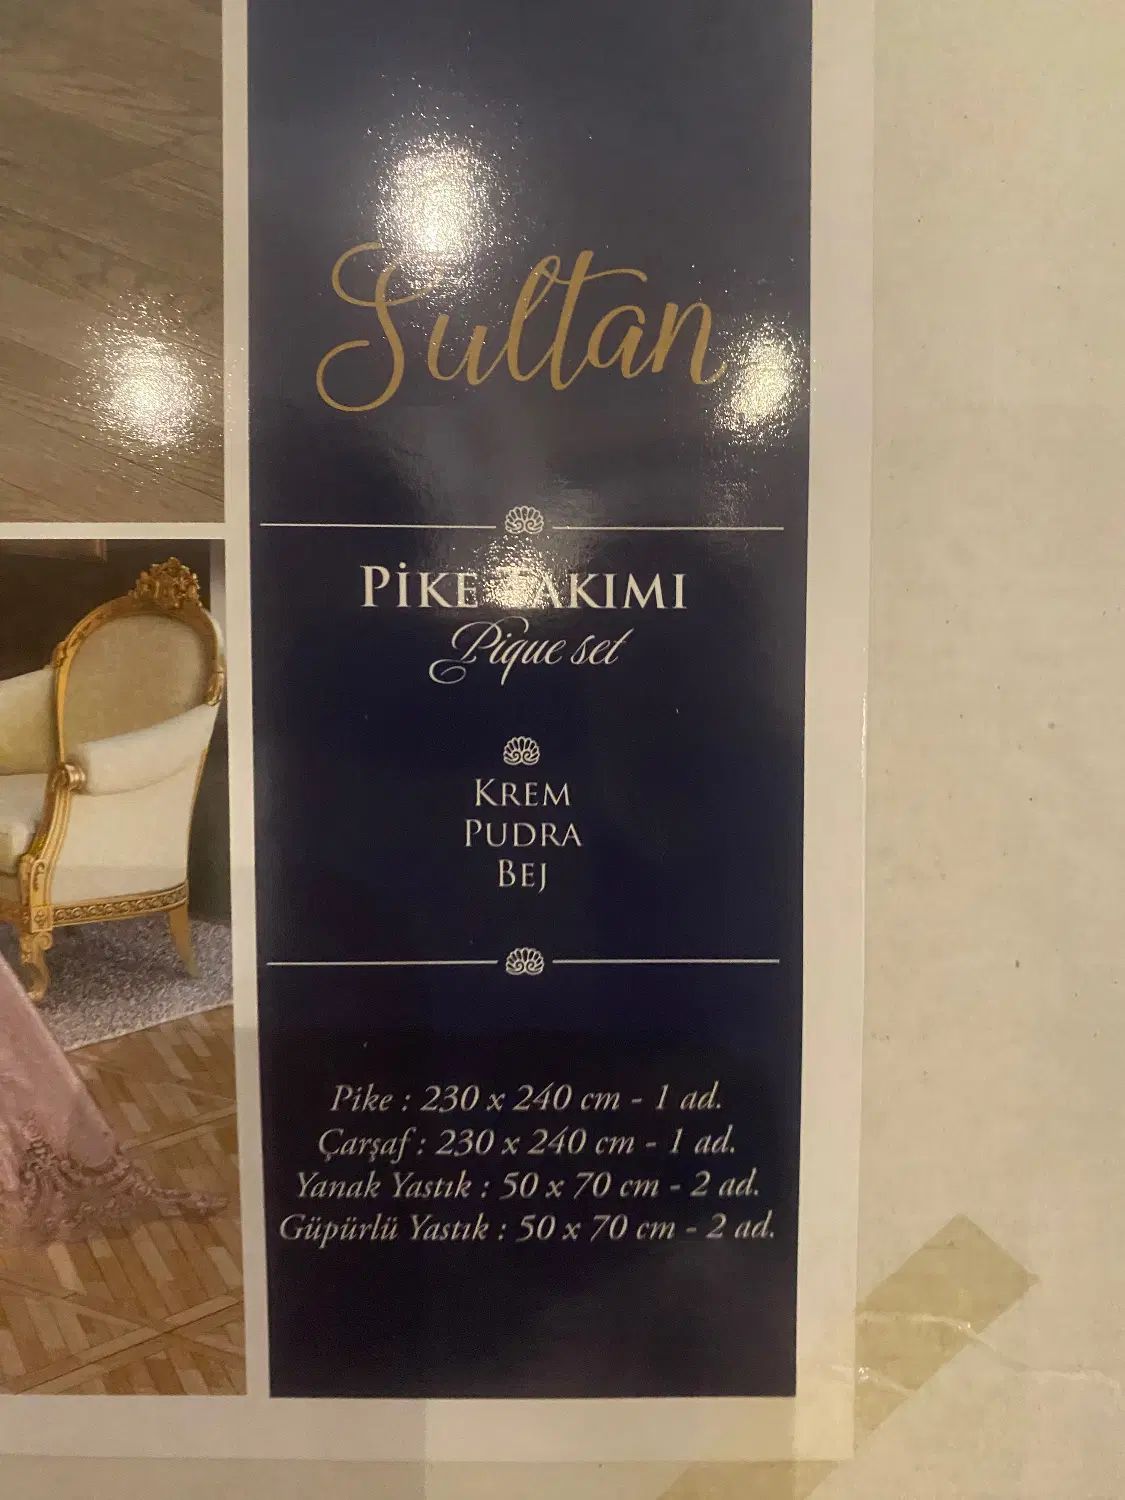 Sultan
PİKE TAKIMI
Pique set
KREM
PUDRA
BEJ
Pike : 230 x 240 cm - 1 ad.
Çarşaf : 230 x 240 cm - 1 ad.
Yanak Yastık : 50 x 70 cm - 2 ad.
Güpürlü Yastık : 50 x 70 cm - 2 ad.